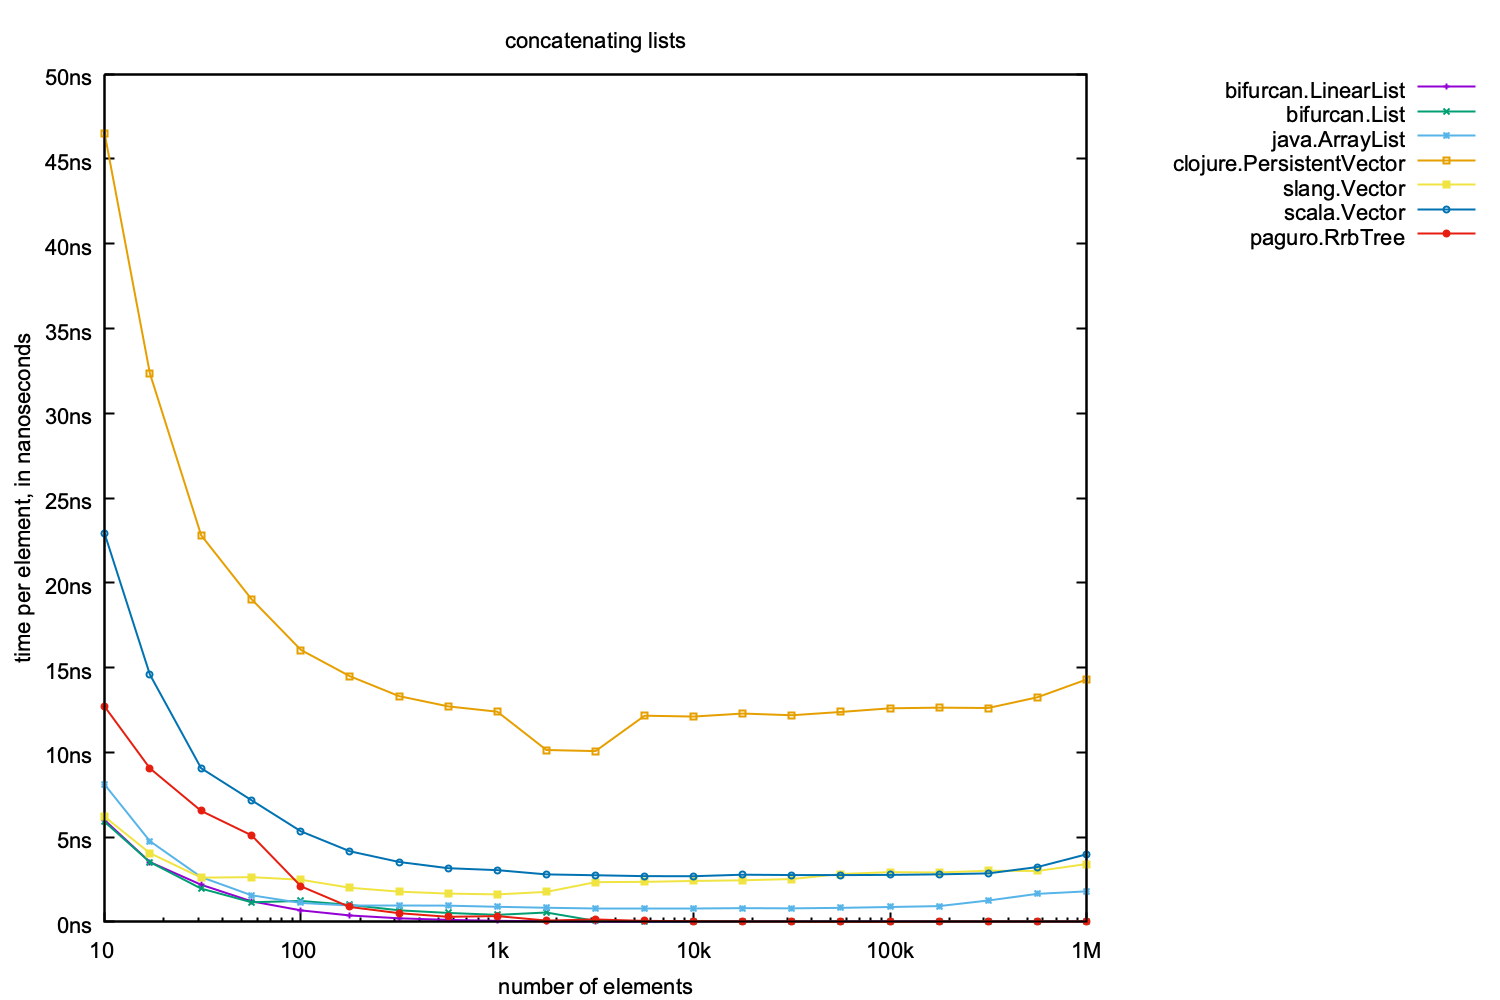 concatenating lists
50ns
45ns
40ns
35ns
30ns
25ns
20ns
15ns
10ns
5ns
0ns
time per element, in nanoseconds
10
100
1k
10k
100k
1M
number of elements
bifurcan.LinearList
bifurcan.List
java.ArrayList
clojure.PersistentVector
slang.Vector
scala.Vector
paguro.RrbTree